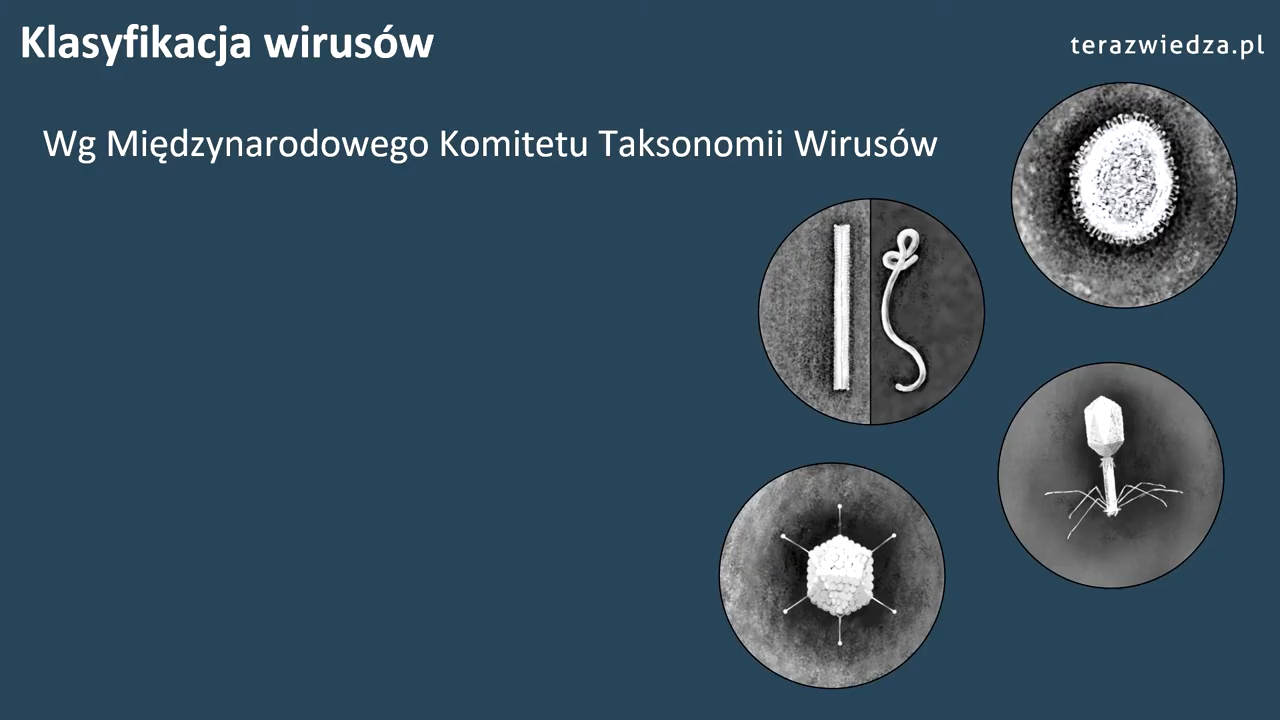 Klasyfikacja wirusów
terazwiedza.pl
Wg Międzynarodowego Komitetu Taksonomii Wirusów